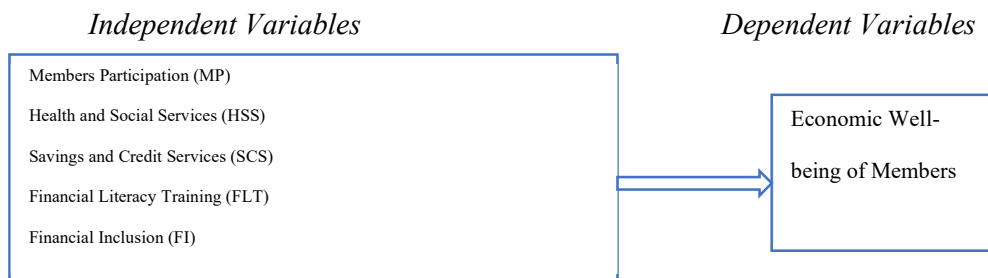 Independent Variables
Dependent Variables
Members Participation (MP)
Health and Social Services (HSS)
Savings and Credit Services (SCS)
Financial Literacy Training (FLT)
Financial Inclusion (FI)
Economic Well-
being of Members